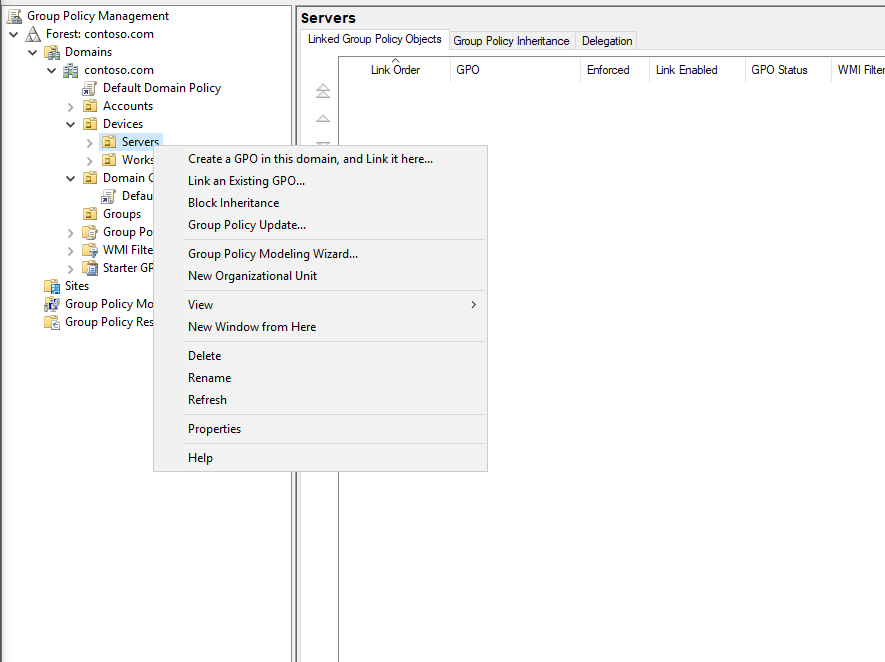 Group Policy Management
Forest: contoso.com
Domains
contoso.com
Default Domain Policy
Accounts
Devices
Servers
Works
Domain C
Defau
Groups
Group Po
WMI Filte
Starter GP
Sites
Group Policy Mo
Group Policy Res
Servers
Linked Group Policy Objects Group Policy Inheritance Delegation
Link Order GPO Enforced Link Enabled GPO Status WMI Filter
Create a GPO in this domain, and Link it here...
Link an Existing GPO...
Block Inheritance
Group Policy Update...
Group Policy Modeling Wizard...
New Organizational Unit
View
New Window from Here
Delete
Rename
Refresh
Properties
Help